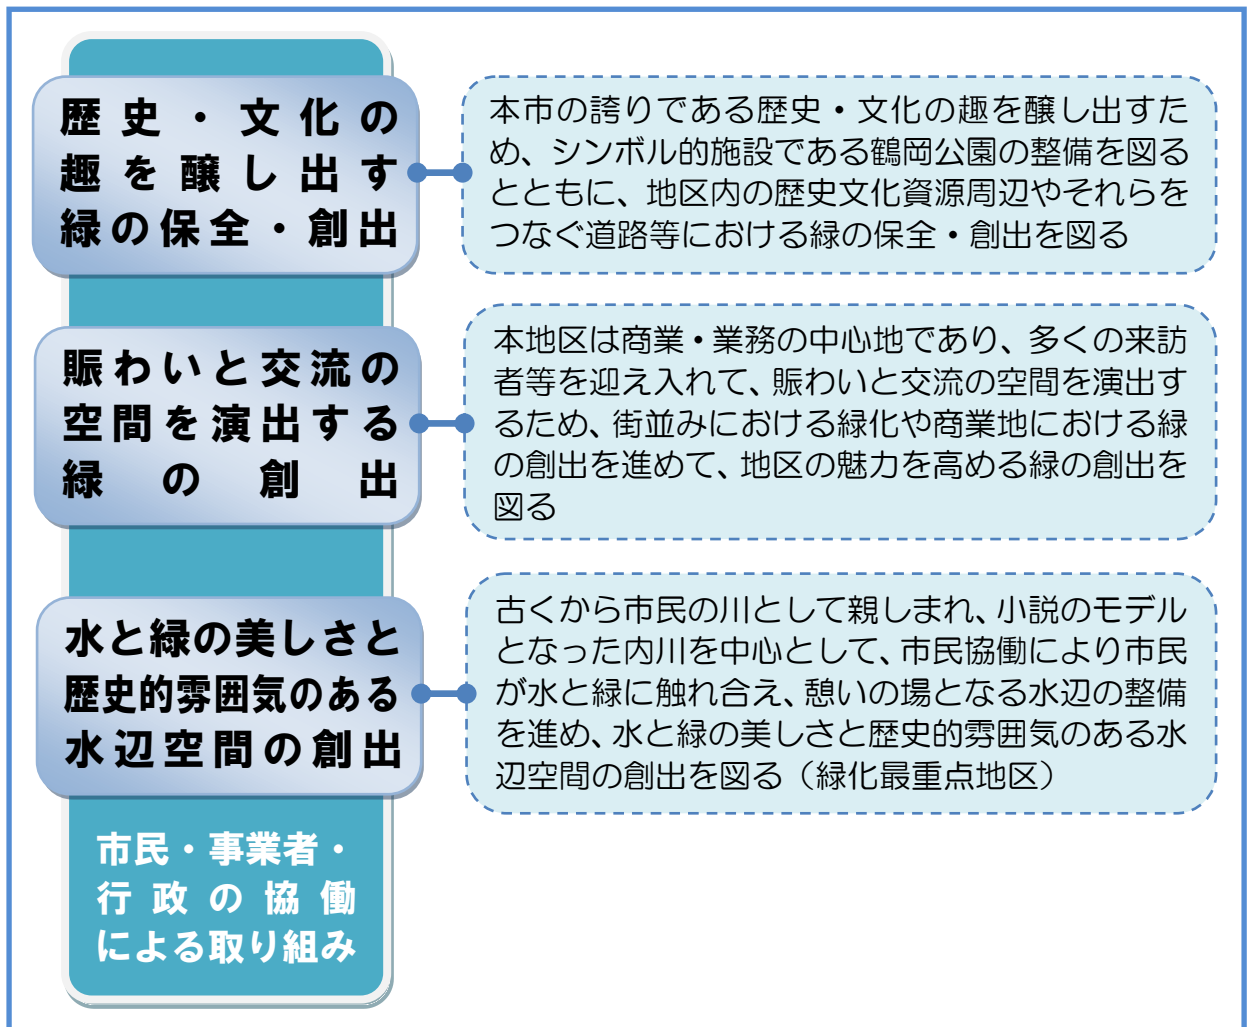 歴史・文化の
趣を醸し出す
緑の保全・創出
本市の誇りである歴史・文化の趣を醸し出すた
め、シンボル的施設である鶴岡公園の整備を図る
とともに、地区内の歴史文化資源周辺やそれらを
つなぐ道路等における緑の保全・創出を図る
賑わいと交流の
空間を演出する
緑の創出
本地区は商業・業務の中心地であり、多くの来訪
者等を迎え入れて、賑わいと交流の空間を演出す
るため、街並みにおける緑化や商業地における緑
の創出を進めて、地区の魅力を高める緑の創出を
図る
水と緑の美しさと
歴史的雰囲気のある
水辺空間の創出
古くから市民の川として親しまれ、小説のモデル
となった内川を中心として、市民協働により市民
が水と緑に触れ合え、憩いの場となる水辺の整備
を進め、水と緑の美しさと歴史的雰囲気のある水
辺空間の創出を図る（緑化最重点地区）
市民・事業者・
行政の協働
による取り組み